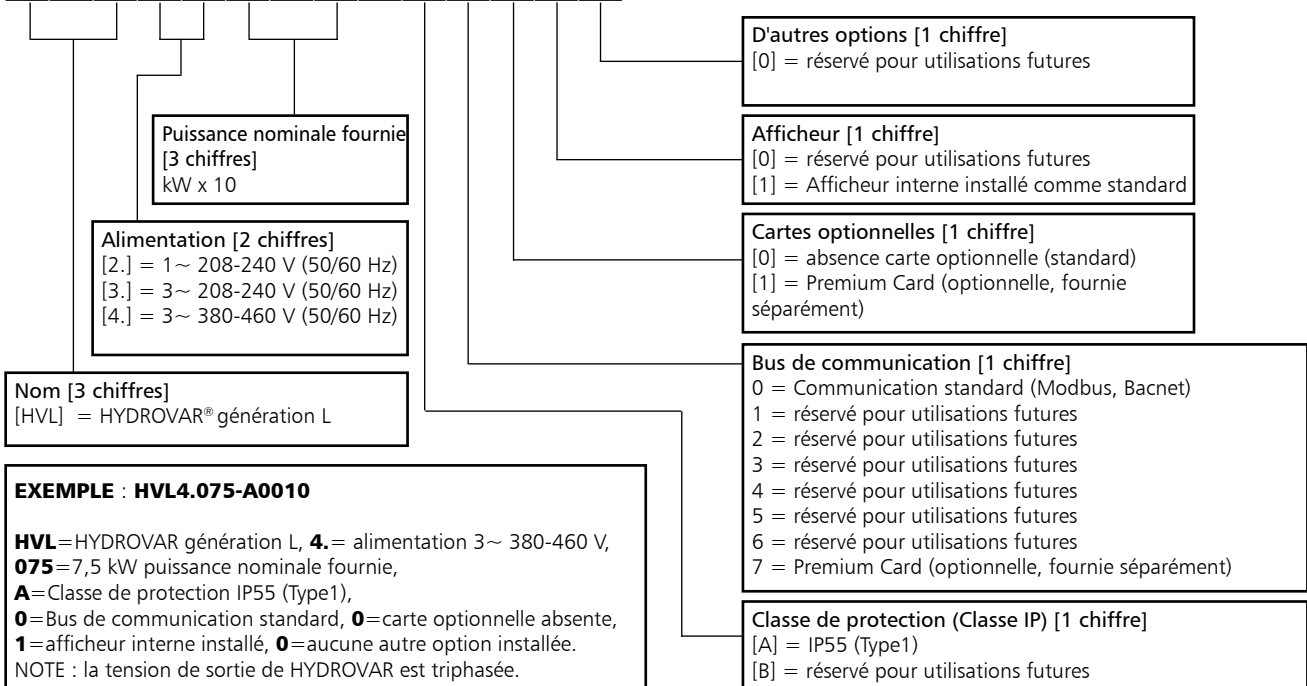 Puissance nominale fournie
[3 chiffres]
kW x 10
Alimentation [2 chiffres]
[2.] = 1~ 208-240 V (50/60 Hz)
[3.] = 3~ 208-240 V (50/60 Hz)
[4.] = 3~ 380-460 V (50/60 Hz)
Nom [3 chiffres]
[HVL] = HYDROVAR® génération L
EXEMPLE : HVL4.075-A0010
HVL=HYDROVAR génération L, 4.= alimentation 3~ 380-460 V,
075=7,5 kW puissance nominale fournie,
A=Classe de protection IP55 (Type1),
0=Bus de communication standard, 0=carte optionnelle absente,
1=afficheur interne installé, 0=aucune autre option installée.
NOTE : la tension de sortie de HYDROVAR est triphasée.
D'autres options [1 chiffre]
[0] = réservé pour utilisations futures
Afficheur [1 chiffre]
[0] = réservé pour utilisations futures
[1] = Afficheur interne installé comme standard
Cartes optionnelles [1 chiffre]
[0] = absence carte optionnelle (standard)
[1] = Premium Card (optionnelle, fournie
séparément)
Bus de communication [1 chiffre]
0 = Communication standard (Modbus, Bacnet)
1 = réservé pour utilisations futures
2 = réservé pour utilisations futures
3 = réservé pour utilisations futures
4 = réservé pour utilisations futures
5 = réservé pour utilisations futures
6 = réservé pour utilisations futures
7 = Premium Card (optionnelle, fournie séparément)
Classe de protection (Classe IP) [1 chiffre]
[A] = IP55 (Type1)
[B] = réservé pour utilisations futures